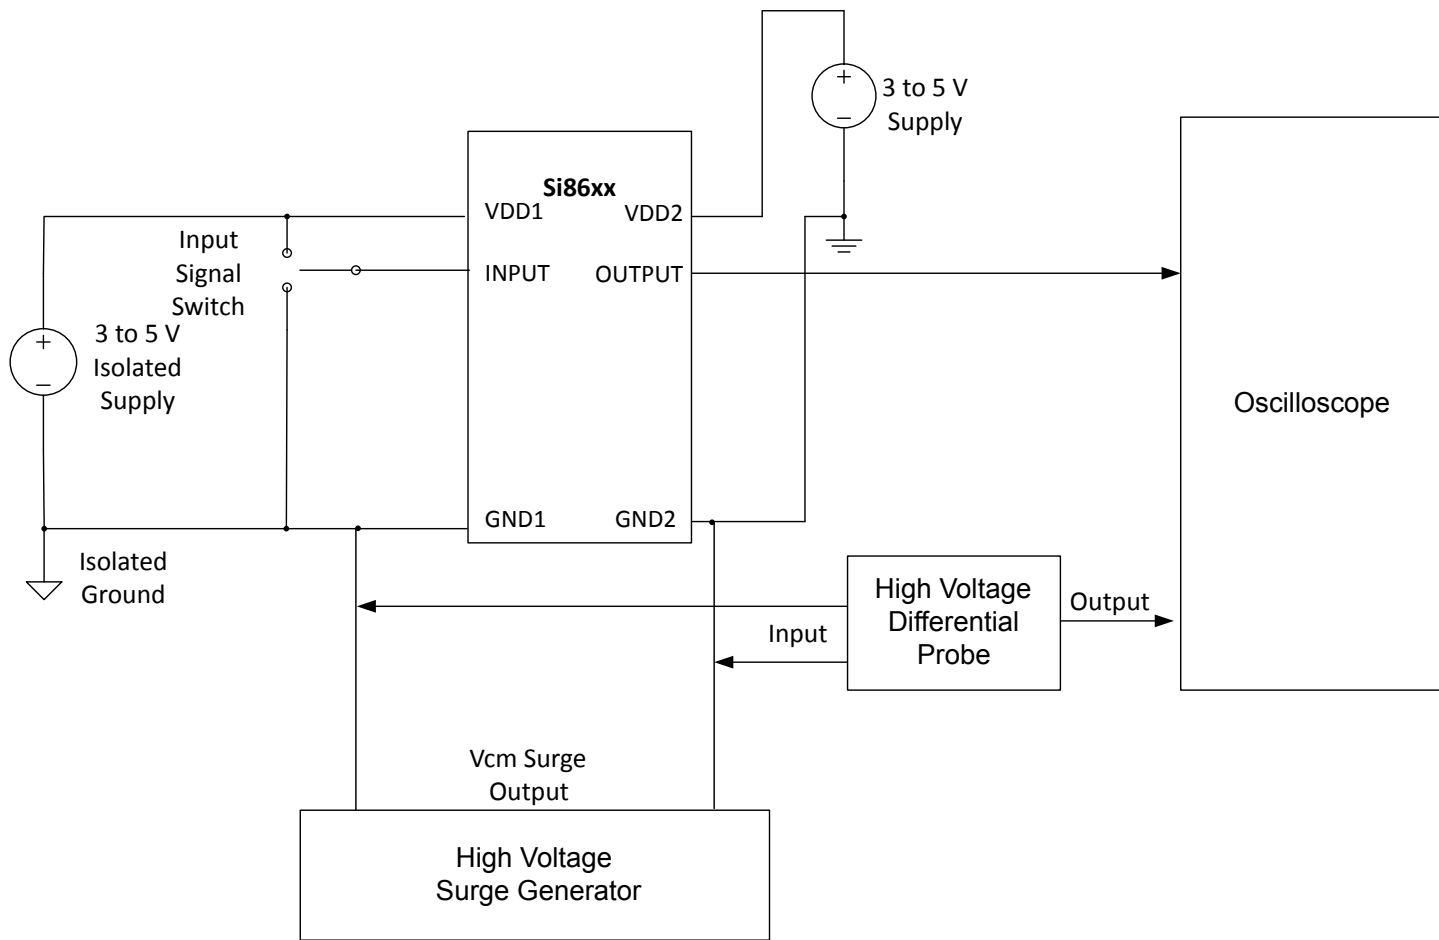 3 to 5 V
Supply
Si86xx
VDD1
VDD2
Input
Signal
Switch
INPUT
OUTPUT
+
−
3 to 5 V
Isolated
Supply
+
−
Oscilloscope
GND1
GND2
Isolated
Ground
High Voltage
Differential
Probe
Input
Output
Vcm Surge
Output
High Voltage
Surge Generator